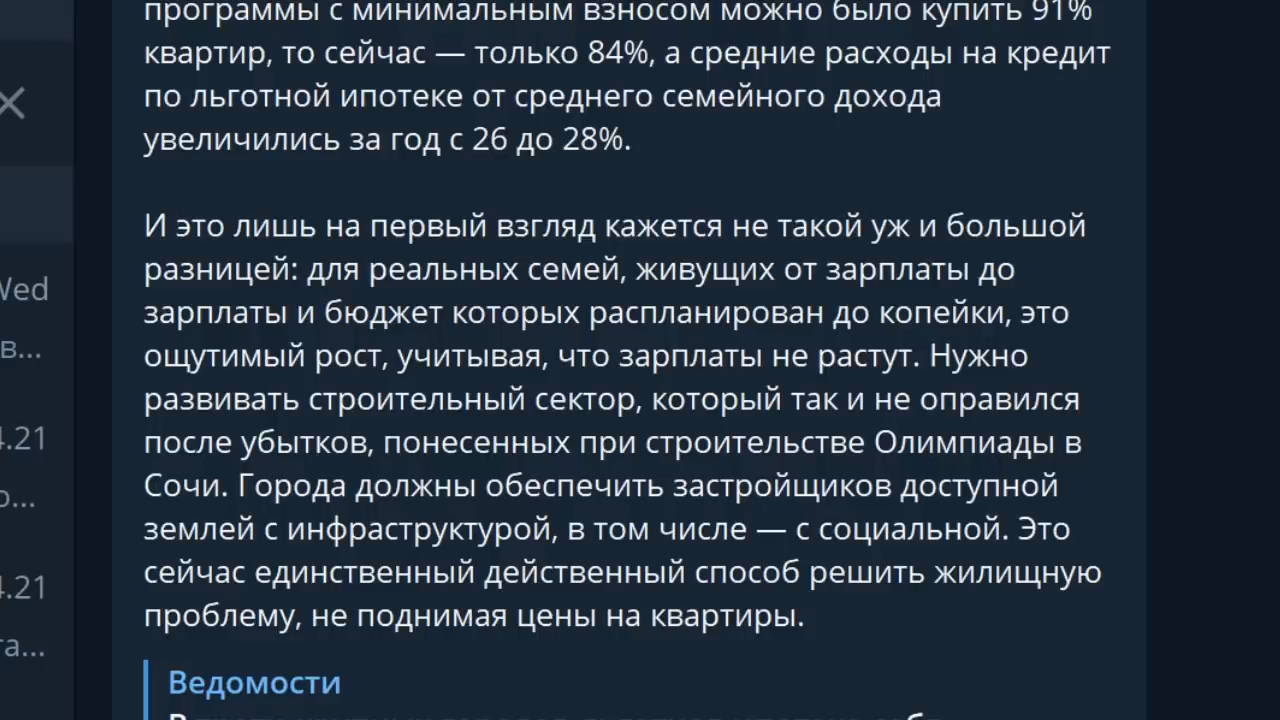 программы с минимальным взносом можно было купить 91%
квартир, то сейчас — только 84%, а средние расходы на кредит
по льготной ипотеке от среднего семейного дохода
увеличились за год с 26 до 28%.
И это лишь на первый взгляд кажется не такой уж и большой
разницей: для реальных семей, живущих от зарплаты до
зарплаты и бюджет которых распланирован до копейки, это
ощутимый рост, учитывая, что зарплаты не растут. Нужно
развивать строительный сектор, который так и не оправился
после убытков, понесенных при строительстве Олимпиады в
Сочи. Города должны обеспечить застройщиков доступной
землей с инфраструктурой, в том числе — с социальной. Это
сейчас единственный действенный способ решить жилищную
проблему, не поднимая цены на квартиры.
Ведомости
Wed
в...
4.21
о...
4.21
та...